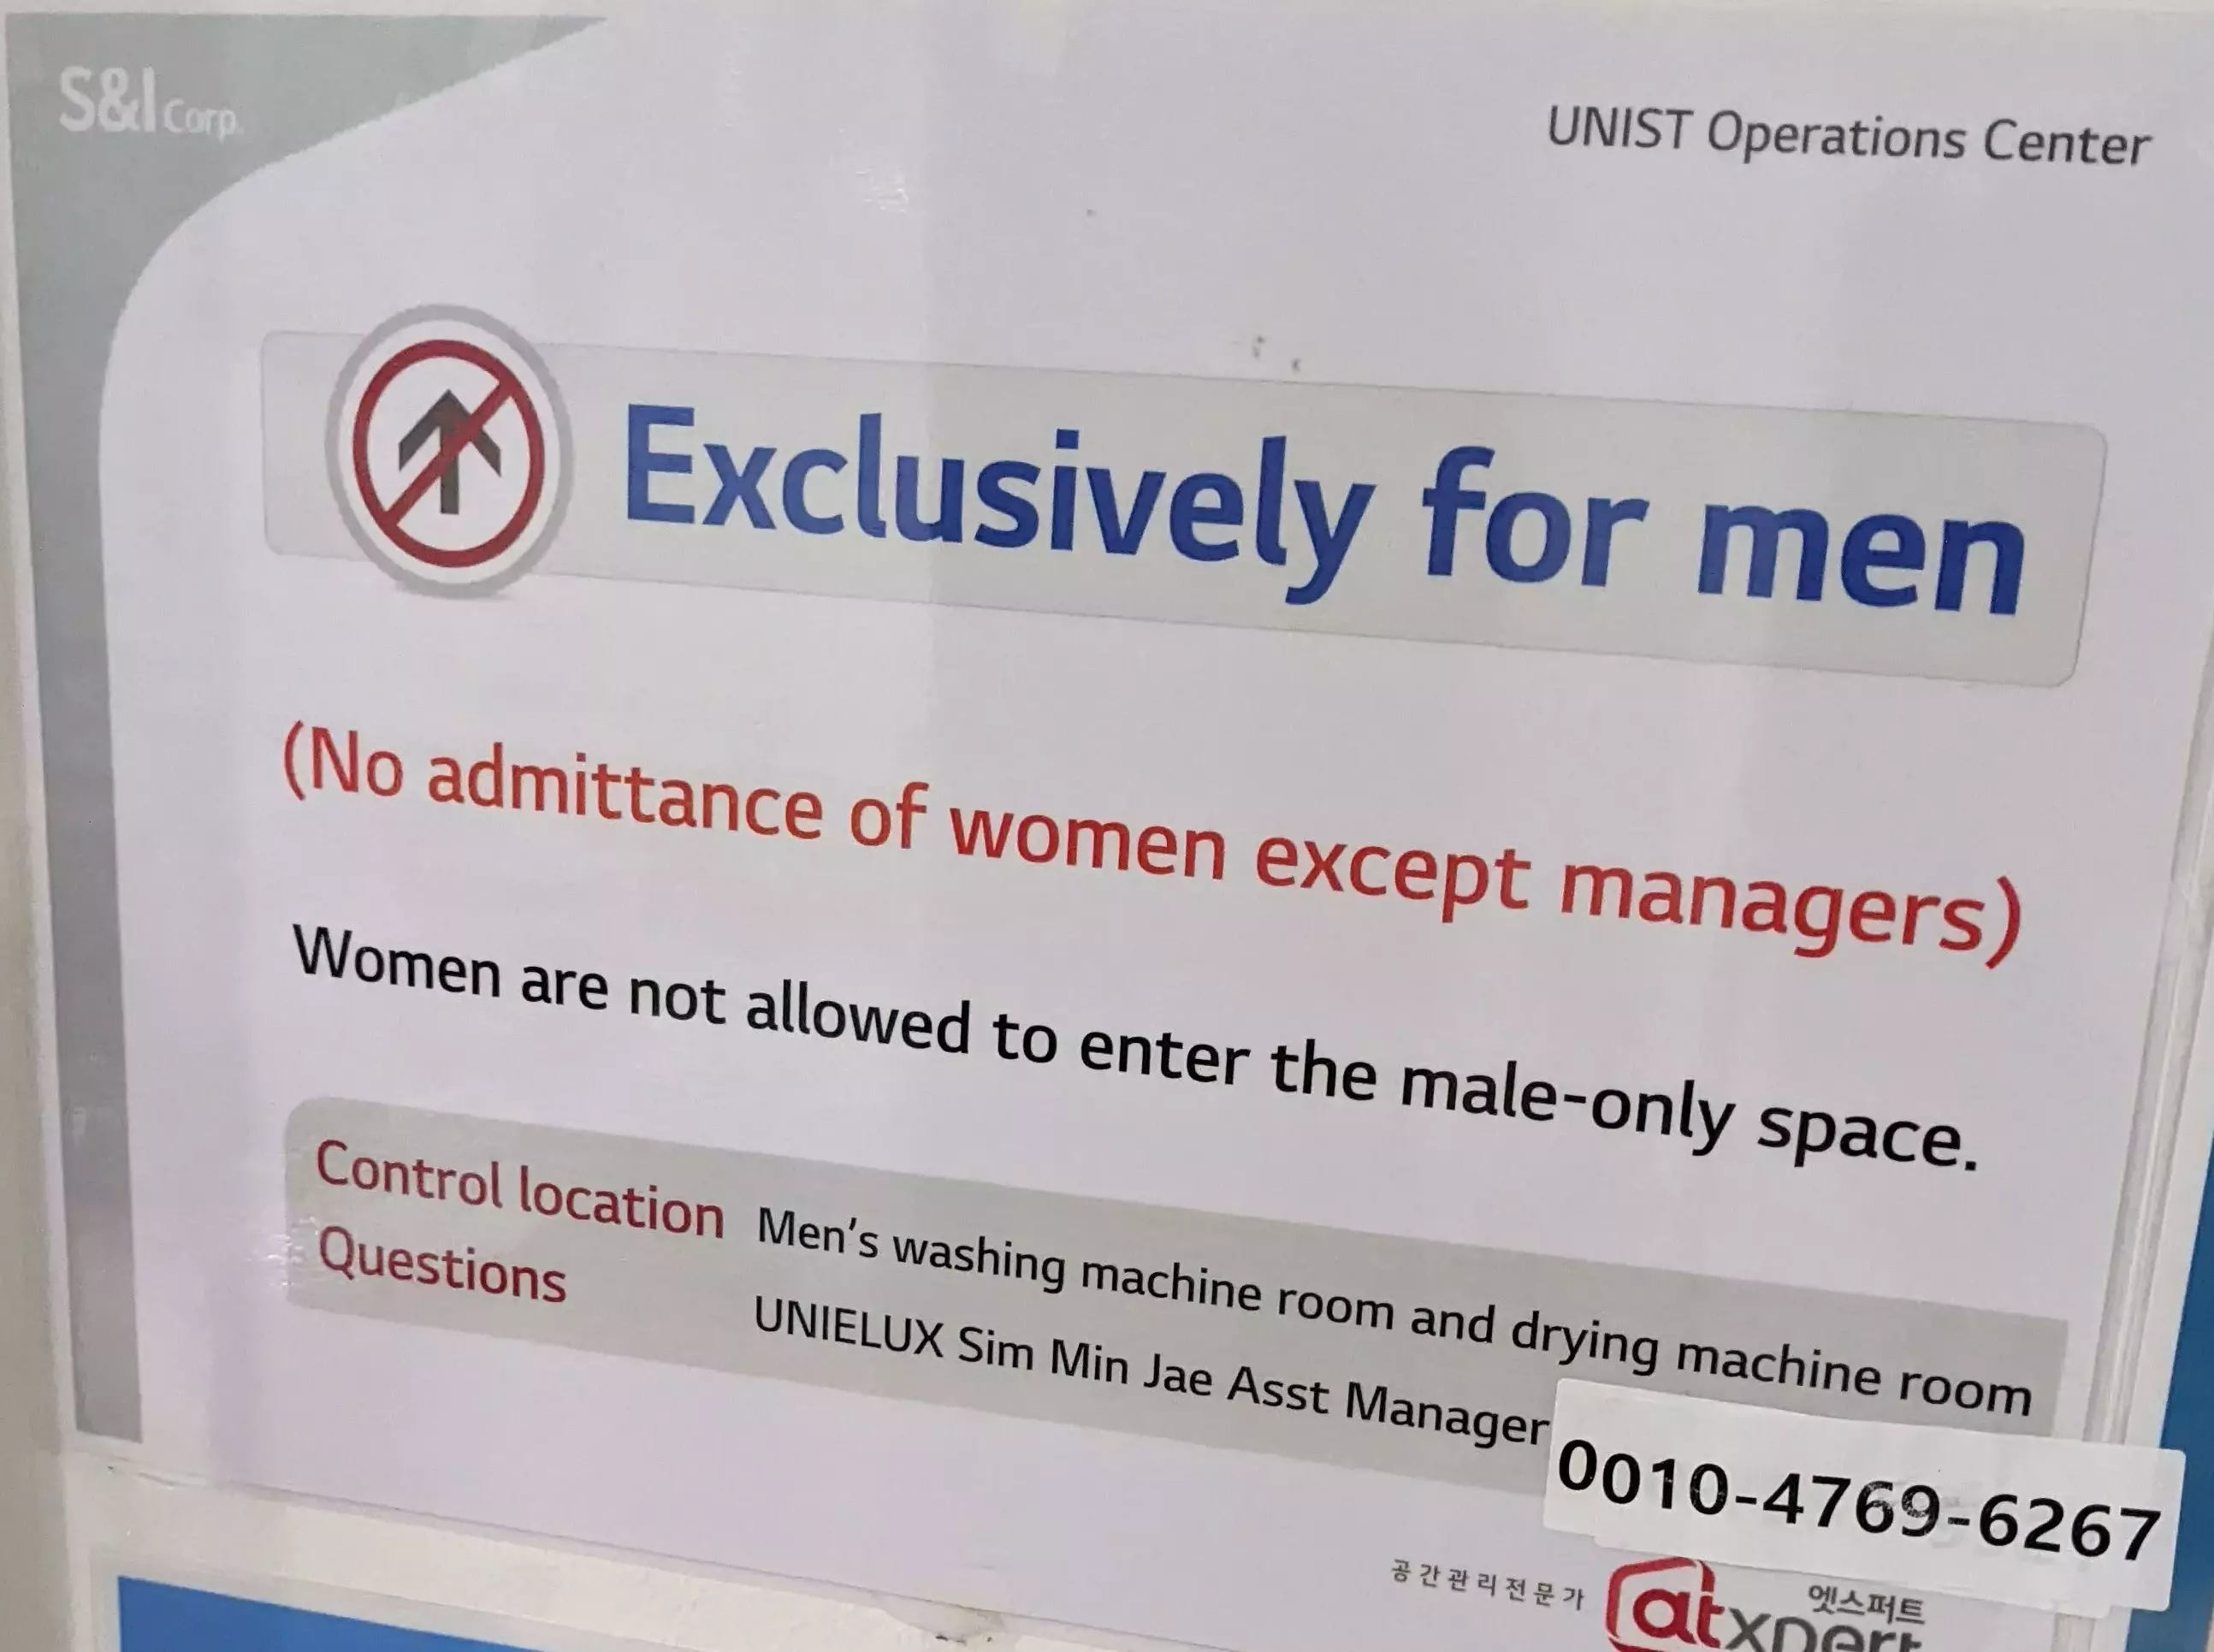 S&I Corp.
UNIST Operations Center
Exclusively for men
(No admittance of women except managers)
Women are not allowed to enter the male-only space.
Control location Men's washing machine room and drying machine room
Questions UNIELUX Sim Min Jae Asst Manager 0010-4769-6267
공간관리전문가
엣스퍼트
atxpert